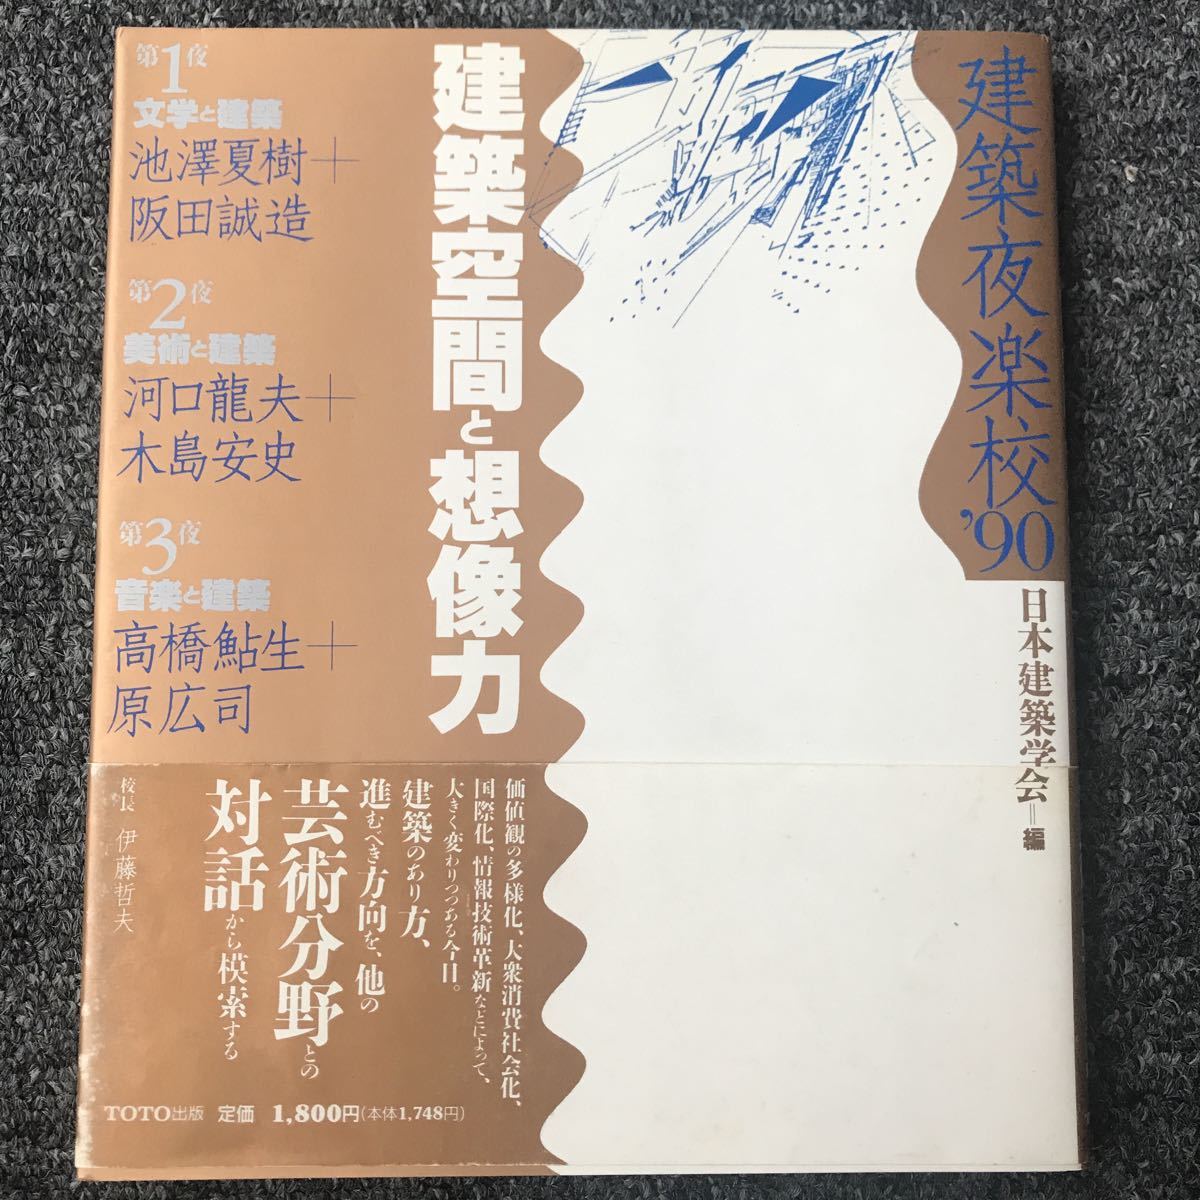 建築夜楽校'90
日本建築学会=編
建築空間と想像力
第1夜
文学と建築
池澤夏樹+
阪田誠造
第2夜
美術と建築
河口龍夫+
木島安史
第3夜
音楽と建築
高橋鮎生+
原広司
価値観の多様化、大衆消費社会化、
国際化、情報技術革新などによって、
大きく変わりつつある今日。
建築のあり方、
進むべき方向を、他の
芸術分野との
対話から模索する
校長 伊藤哲夫
TOTO出版 定価 1,800円(本体1,748円)